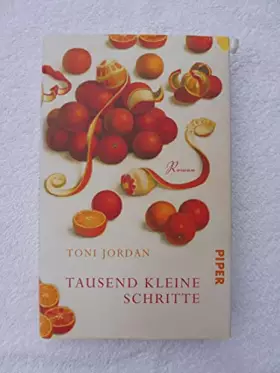 Roman
TONI JORDAN
PIPER
TAUSEND KLEINE
SCHRITTE